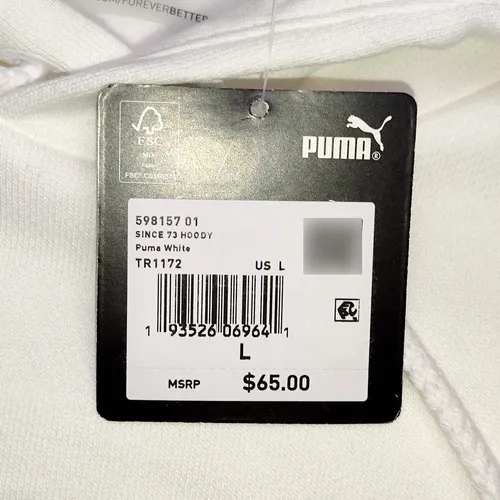 COM/FOREVERBETTER
FSC
MIX
PUMA®
598157 01
SINCE 73 HOODY
Puma White
TR1172 US L
1 93526 06964 1
L
MSRP $65.00